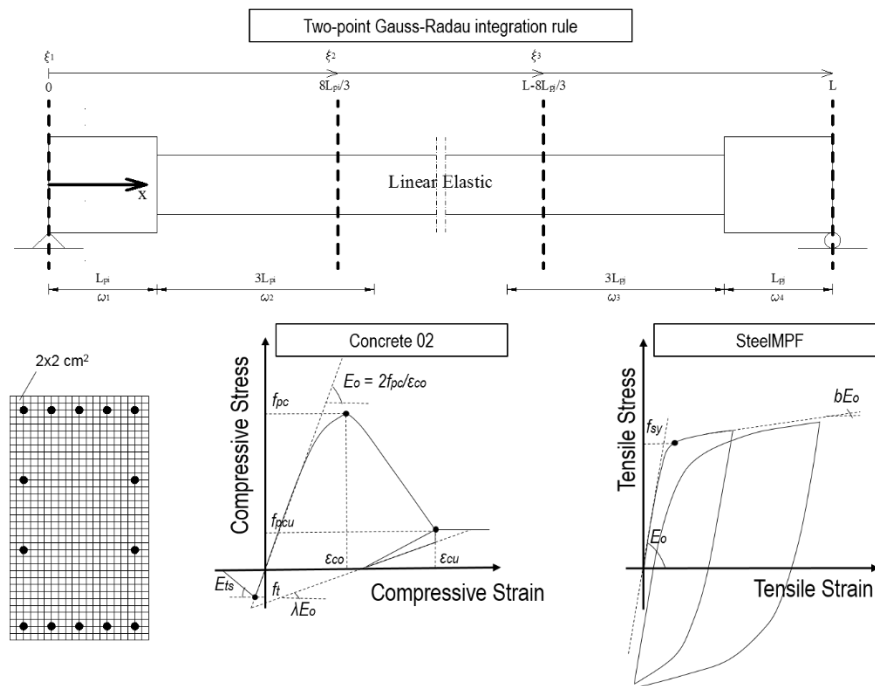 Two-point Gauss-Radau integration rule
ξ1 ξ2 ξ3
0 8Lpi/3 L-8Lpj/3 L
x
Linear Elastic
Lpi 3Lpi 3Lpj Lpj
ω1 ω2 ω3 ω4
2x2 cm²
Concrete 02
Compressive Stress
Eo = 2fpc/εco
fpc
fpcu
εco εcu
Ets
ft
λEo
Compressive Strain
SteelMPF
Tensile Stress
bEo
fsy
Eo
Tensile Strain